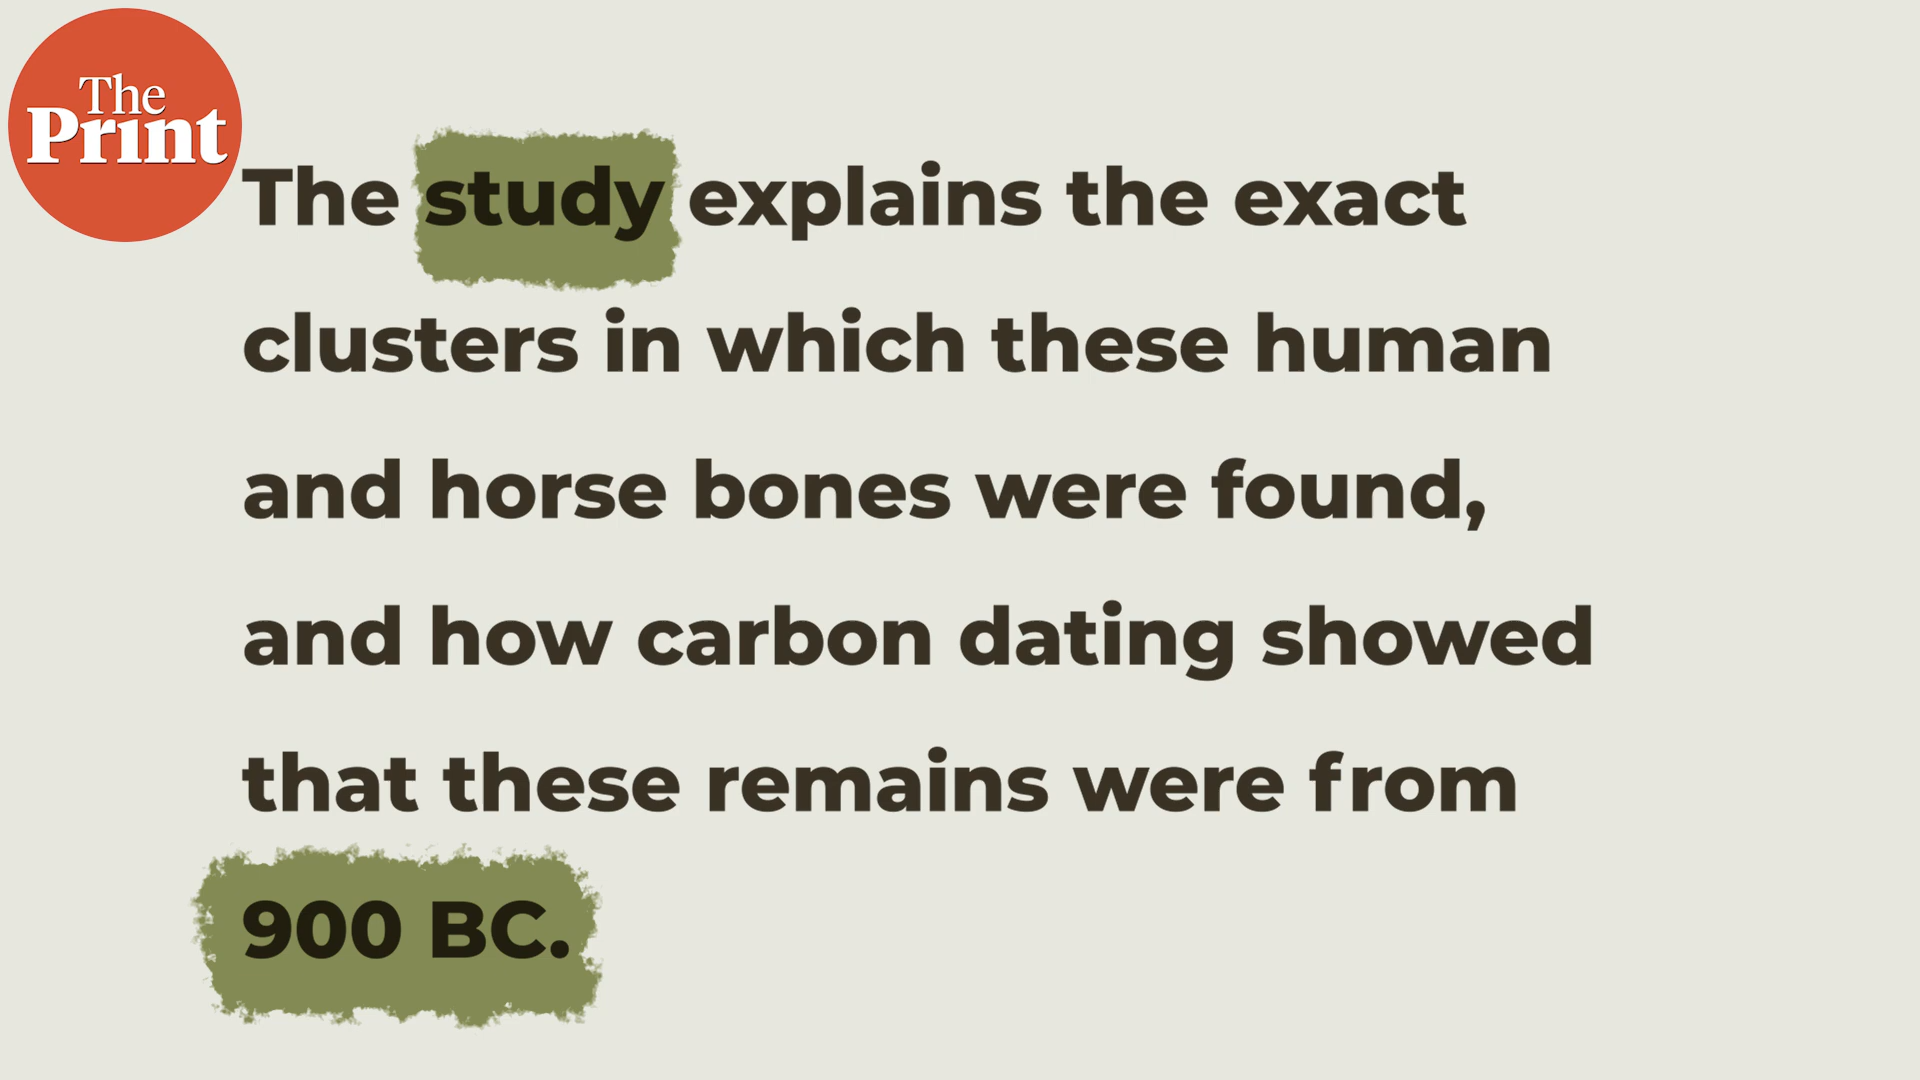 The
Print
The study explains the exact
clusters in which these human
and horse bones were found,
and how carbon dating showed
that these remains were from
900 BC.